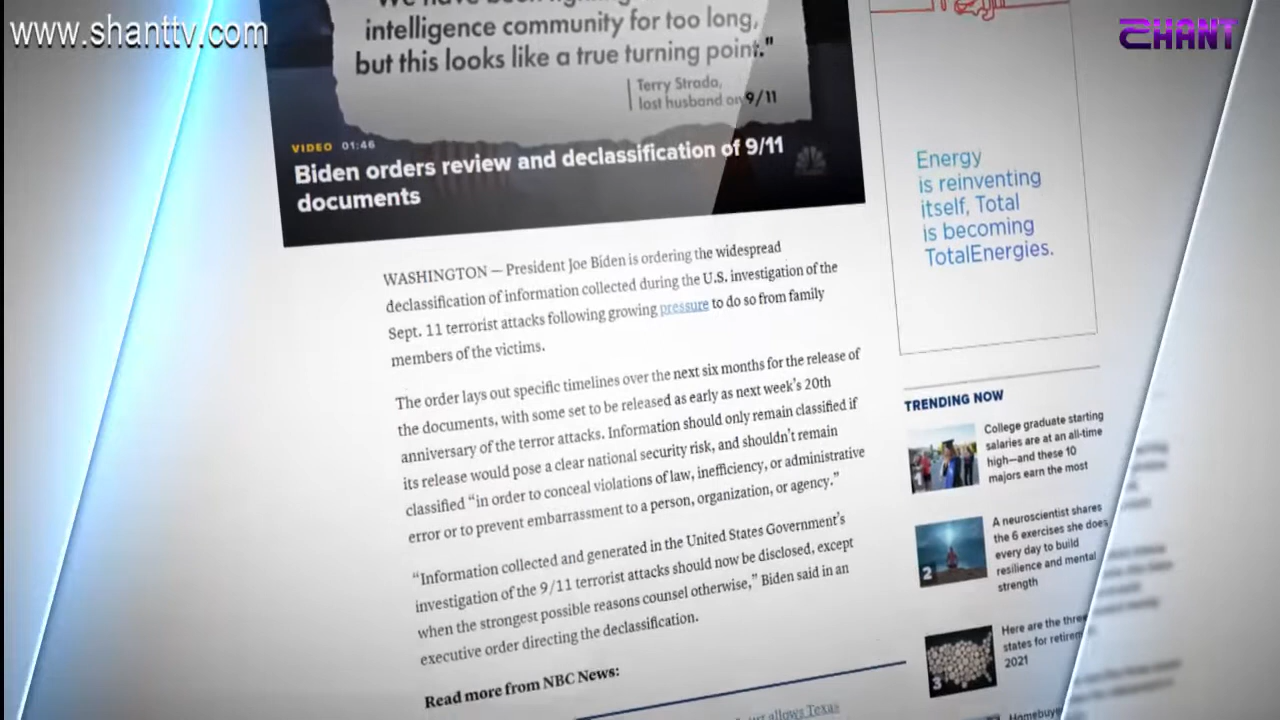 www.shanttv.com
SHANT
intelligence community for too long,
but this looks like a true turning point."
Terry Strada,
lost husband on 9/11
VIDEO 01:46
Biden orders review and declassification of 9/11
documents
WASHINGTON — President Joe Biden is ordering the widespread
declassification of information collected during the U.S. investigation of the
Sept. 11 terrorist attacks following growing pressure to do so from family
members of the victims.
The order lays out specific timelines over the next six months for the release of
the documents, with some set to be released as early as next week's 20th
anniversary of the terror attacks. Information should only remain classified if
its release would pose a clear national security risk, and shouldn't remain
classified “in order to conceal violations of law, inefficiency, or administrative
error or to prevent embarrassment to a person, organization, or agency.”
“Information collected and generated in the United States Government's
investigation of the 9/11 terrorist attacks should now be disclosed, except
when the strongest possible reasons counsel otherwise,” Biden said in an
executive order directing the declassification.
Read more from NBC News:
allows Texas
Energy
is reinventing
itself, Total
is becoming
TotalEnergies.
TRENDING NOW
1
College graduate starting
salaries are at an all-time
high—and these 10
majors earn the most
2
A neuroscientist shares
the 6 exercises she does
every day to build
resilience and mental
strength
3
Here are the three
states for
2021